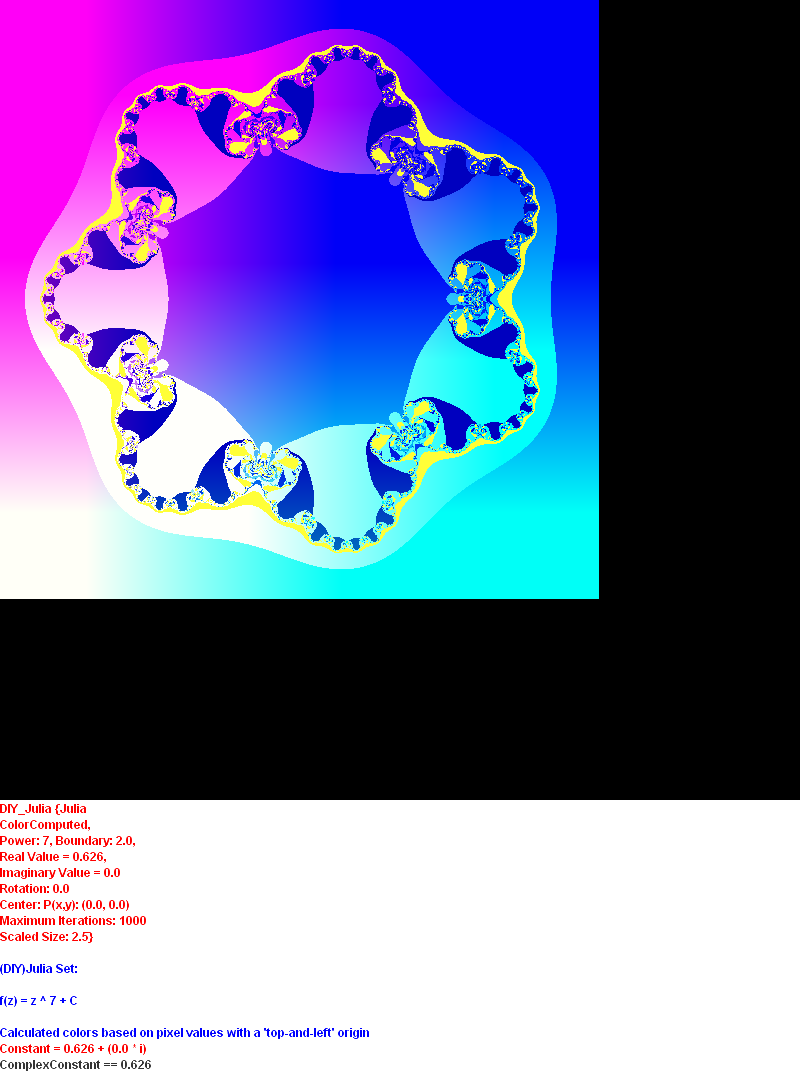 DIY_Julia {Julia
ColorComputed,
Power: 7, Boundary: 2.0,
Real Value = 0.626,
Imaginary Value = 0.0
Rotation: 0.0
Center: P(x,y): (0.0, 0.0)
Maximum Iterations: 1000
Scaled Size: 2.5}
(DIY)Julia Set:
f(z) = z ^ 7 + C
Calculated colors based on pixel values with a 'top-and-left' origin
Constant = 0.626 + (0.0 * i)
ComplexConstant == 0.626